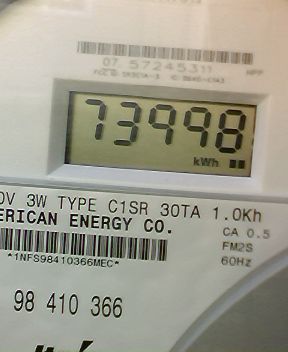 07 57245311
73998
kWh
0V 3W TYPE C1SR 30TA 1.0Kh
ERICAN ENERGY CO.
CA 0.5
FM2S
*1NFS98410366MEC*
60Hz
98 410 366